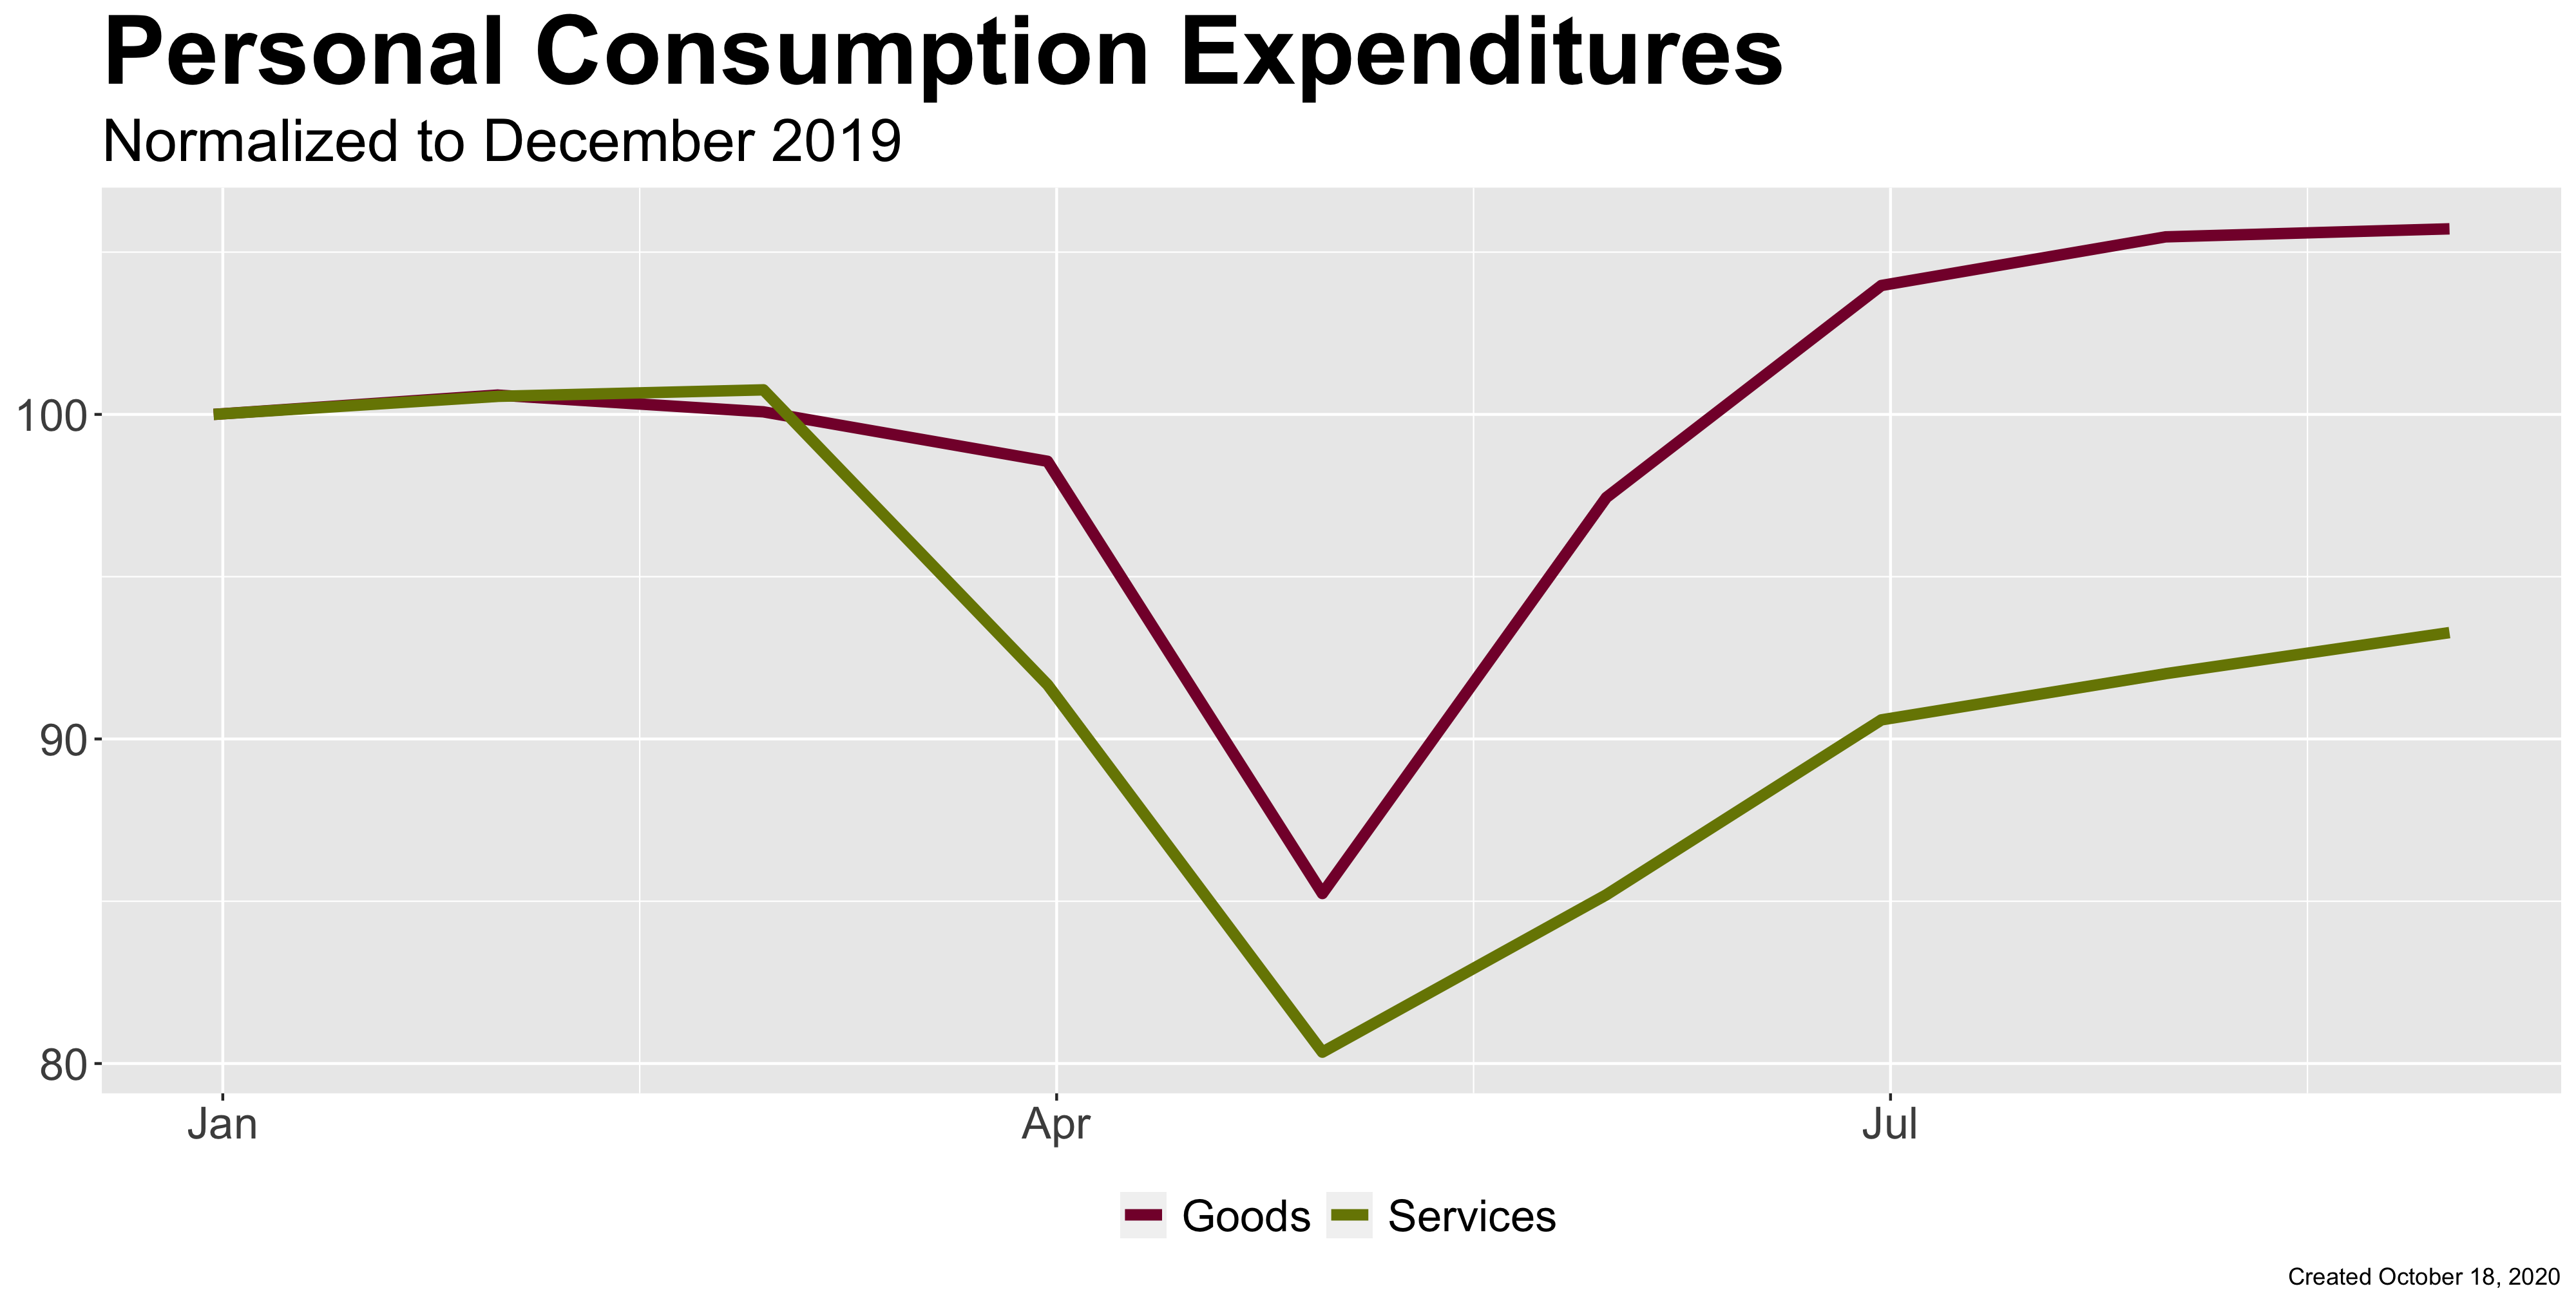 Personal Consumption Expenditures
Normalized to December 2019
100
90
80
Jan Apr Jul
Goods Services
Created October 18, 2020